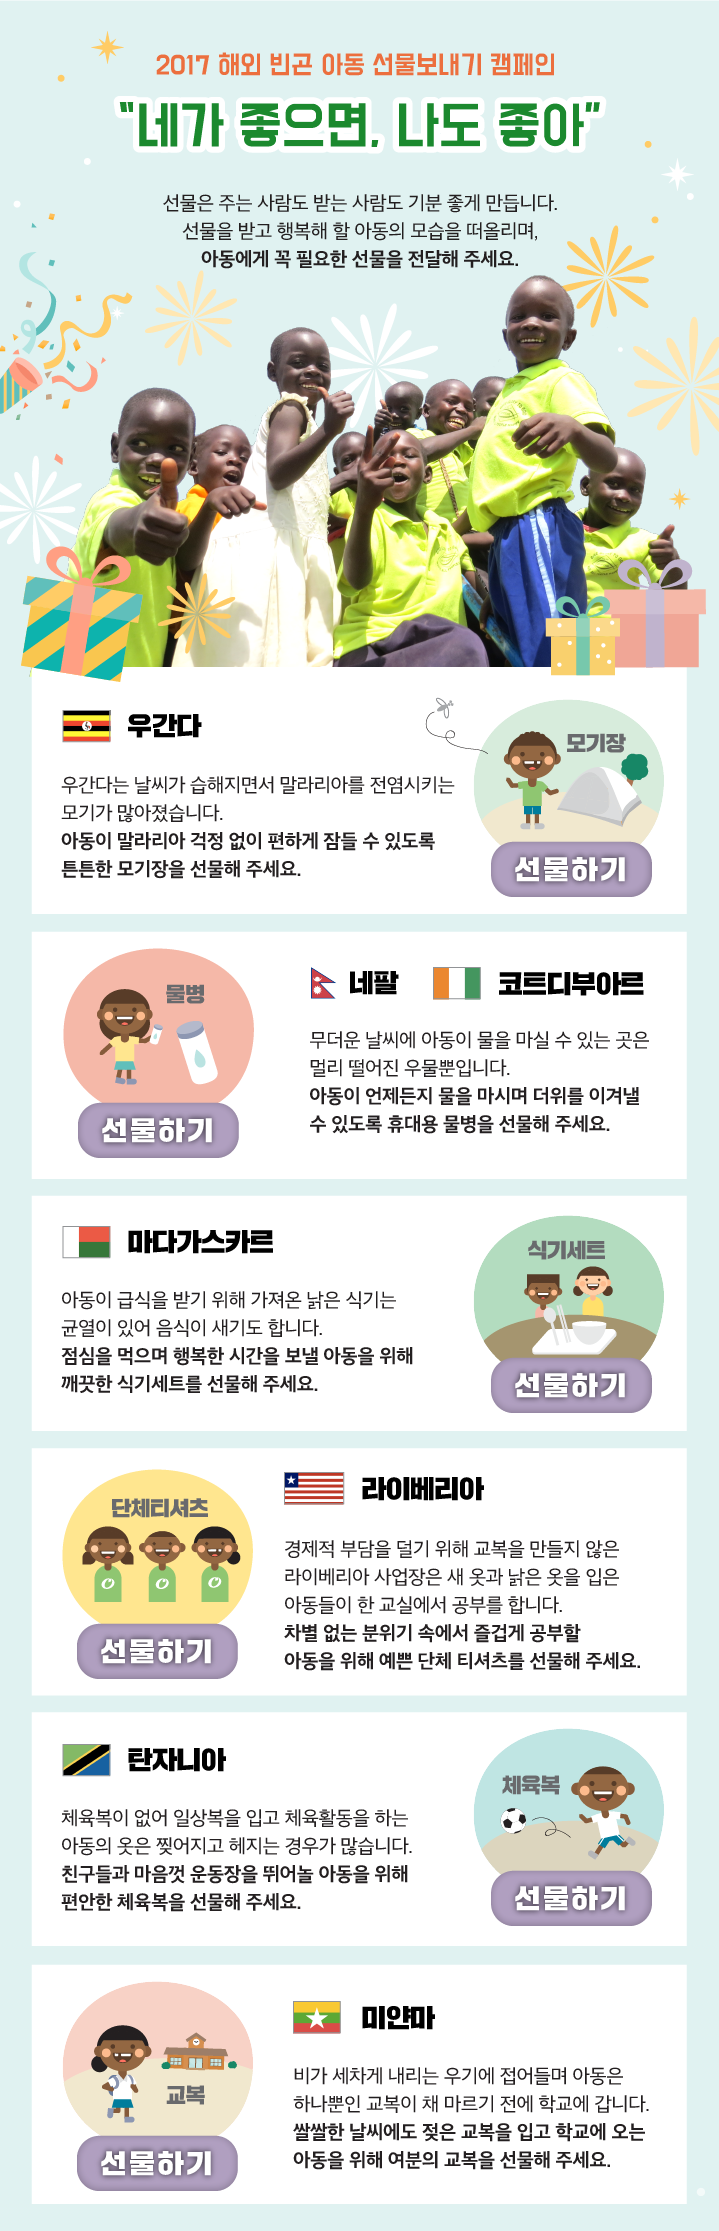 2017 해외 빈곤 아동 선물보내기 캠페인
"네가 좋으면, 나도 좋아"
선물은 주는 사람도 받는 사람도 기분 좋게 만듭니다.
선물을 받고 행복해 할 아동의 모습을 떠올리며,
아동에게 꼭 필요한 선물을 전달해 주세요.
우간다
모기장
우간다는 날씨가 습해지면서 말라리아를 전염시키는
모기가 많아졌습니다.
아동이 말라리아 걱정 없이 편하게 잠들 수 있도록
튼튼한 모기장을 선물해 주세요.
선물하기
물병
선물하기
네팔 코트디부아르
무더운 날씨에 아동이 물을 마실 수 있는 곳은
멀리 떨어진 우물뿐입니다.
아동이 언제든지 물을 마시며 더위를 이겨낼
수 있도록 휴대용 물병을 선물해 주세요.
마다가스카르
식기세트
아동이 급식을 받기 위해 가져온 낡은 식기는
균열이 있어 음식이 새기도 합니다.
점심을 먹으며 행복한 시간을 보낼 아동을 위해
깨끗한 식기세트를 선물해 주세요.
선물하기
단체티셔츠
선물하기
라이베리아
경제적 부담을 덜기 위해 교복을 만들지 않은
라이베리아 사업장은 새 옷과 낡은 옷을 입은
아동들이 한 교실에서 공부를 합니다.
차별 없는 분위기 속에서 즐겁게 공부할
아동을 위해 예쁜 단체 티셔츠를 선물해 주세요.
탄자니아
체육복
체육복이 없어 일상복을 입고 체육활동을 하는
아동의 옷은 찢어지고 헤지는 경우가 많습니다.
친구들과 마음껏 운동장을 뛰어놀 아동을 위해
편안한 체육복을 선물해 주세요.
선물하기
교복
선물하기
미얀마
비가 세차게 내리는 우기에 접어들며 아동은
하나뿐인 교복이 채 마르기 전에 학교에 갑니다.
쌀쌀한 날씨에도 젖은 교복을 입고 학교에 오는
아동을 위해 여분의 교복을 선물해 주세요.